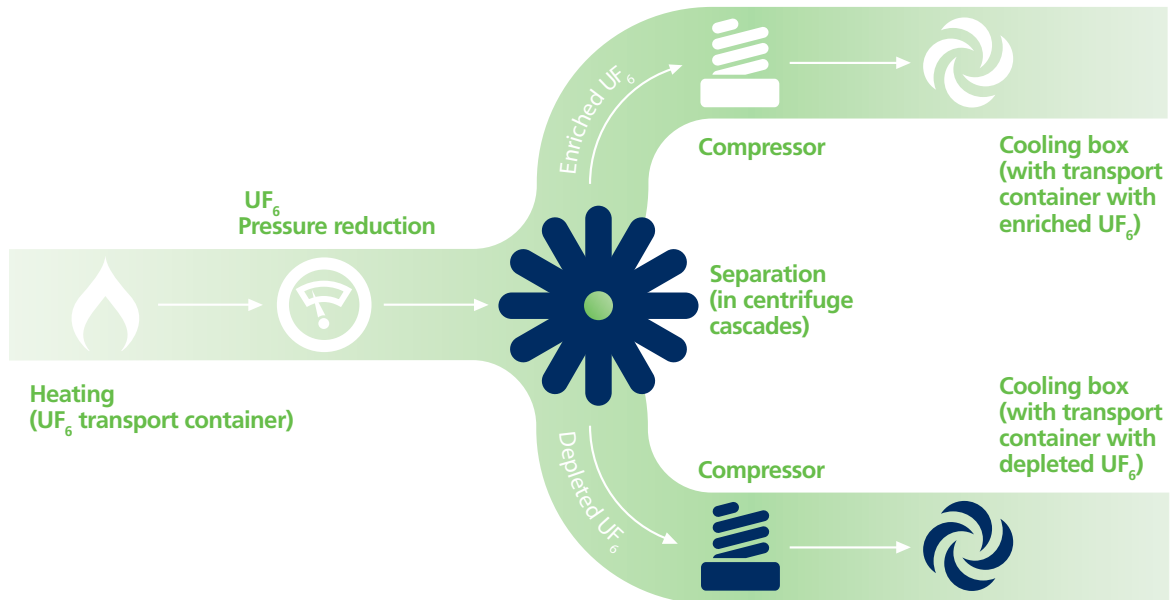 Enriched UF₆
Compressor
Cooling box
(with transport
container with
enriched UF₆)
UF₆
Pressure reduction
Separation
(in centrifuge
cascades)
Heating
(UF₆ transport container)
Depleted UF₆
Compressor
Cooling box
(with transport
container with
depleted UF₆)